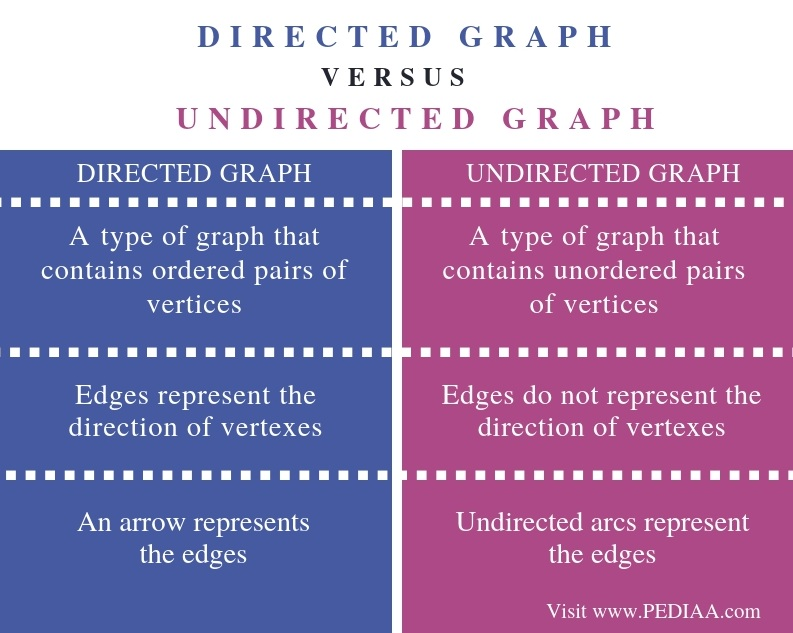 DIRECTED GRAPH
VERSUS
UNDIRECTED GRAPH
DIRECTED GRAPH
A type of graph that
contains ordered pairs of
vertices
Edges represent the
direction of vertexes
An arrow represents
the edges
UNDIRECTED GRAPH
A type of graph that
contains unordered pairs
of vertices
Edges do not represent the
direction of vertexes
Undirected arcs represent
the edges
Visit www.PEDIAA.com